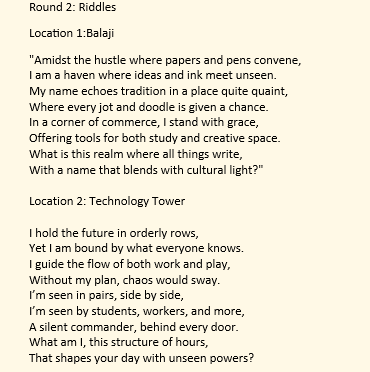 Round 2: Riddles
Location 1:Balaji
"Amidst the hustle where papers and pens convene,
I am a haven where ideas and ink meet unseen.
My name echoes tradition in a place quite quaint,
Where every jot and doodle is given a chance.
In a corner of commerce, I stand with grace,
Offering tools for both study and creative space.
What is this realm where all things write,
With a name that blends with cultural light?"
Location 2: Technology Tower
I hold the future in orderly rows,
Yet I am bound by what everyone knows.
I guide the flow of both work and play,
Without my plan, chaos would sway.
I'm seen in pairs, side by side,
I'm seen by students, workers, and more,
A silent commander, behind every door.
What am I, this structure of hours,
That shapes your day with unseen powers?